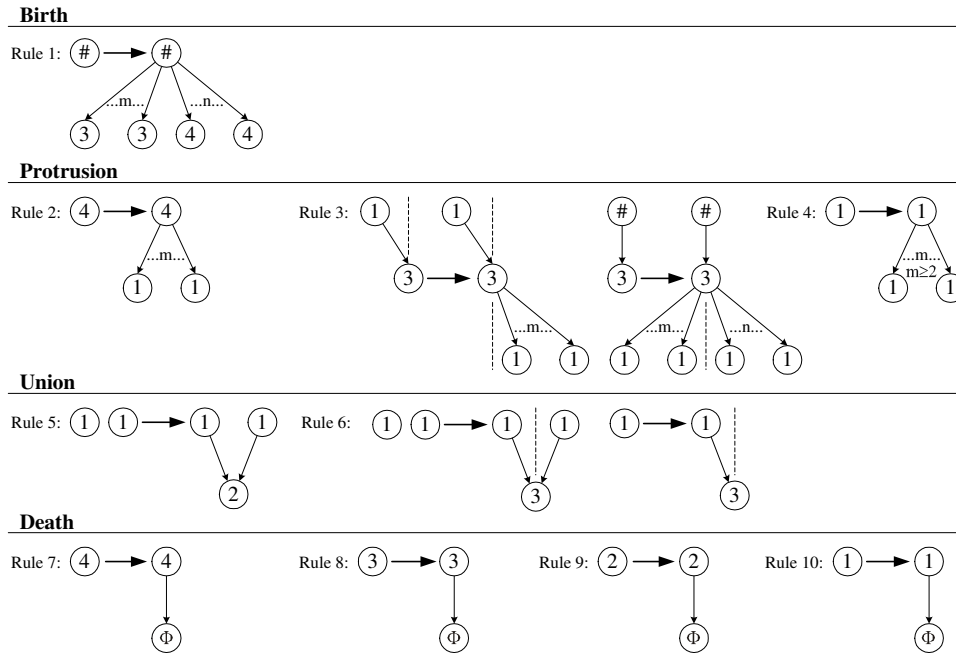 Birth
Rule 1: # #
...m... ...n...
3 3 4 4
Protrusion
Rule 2: 4 4
...m...
1 1
Rule 3: 1 1 # #
3 3 3 3
...m... ...m... ...n...
1 1 1 1 1 1
Rule 4: 1 1
...m...
m≥2
1 1
Union
Rule 5: 1 1 1 1
2
Rule 6: 1 1 1 1 1 1
3 3
Death
Rule 7: 4 4
Φ
Rule 8: 3 3
Φ
Rule 9: 2 2
Φ
Rule 10: 1 1
Φ